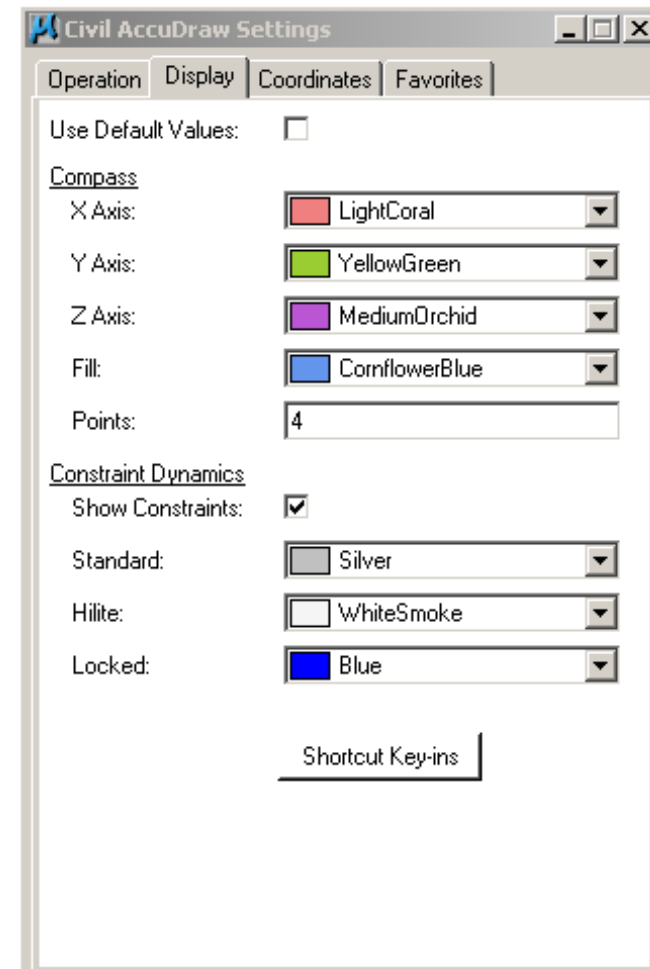 Civil AccuDraw Settings
Operation Display Coordinates Favorites
Use Default Values:
Compass
X Axis: LightCoral
Y Axis: YellowGreen
Z Axis: MediumOrchid
Fill: CornflowerBlue
Points: 4
Constraint Dynamics
Show Constraints:
Standard: Silver
Hilite: WhiteSmoke
Locked: Blue
Shortcut Key-ins